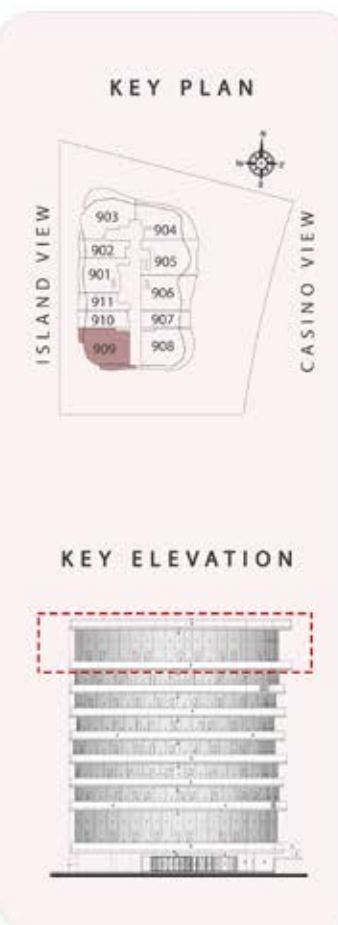 KEY PLAN
N
S
903
904
902
905
901
906
911
910
907
909
908
ISLAND VIEW
CASINO VIEW
KEY ELEVATION